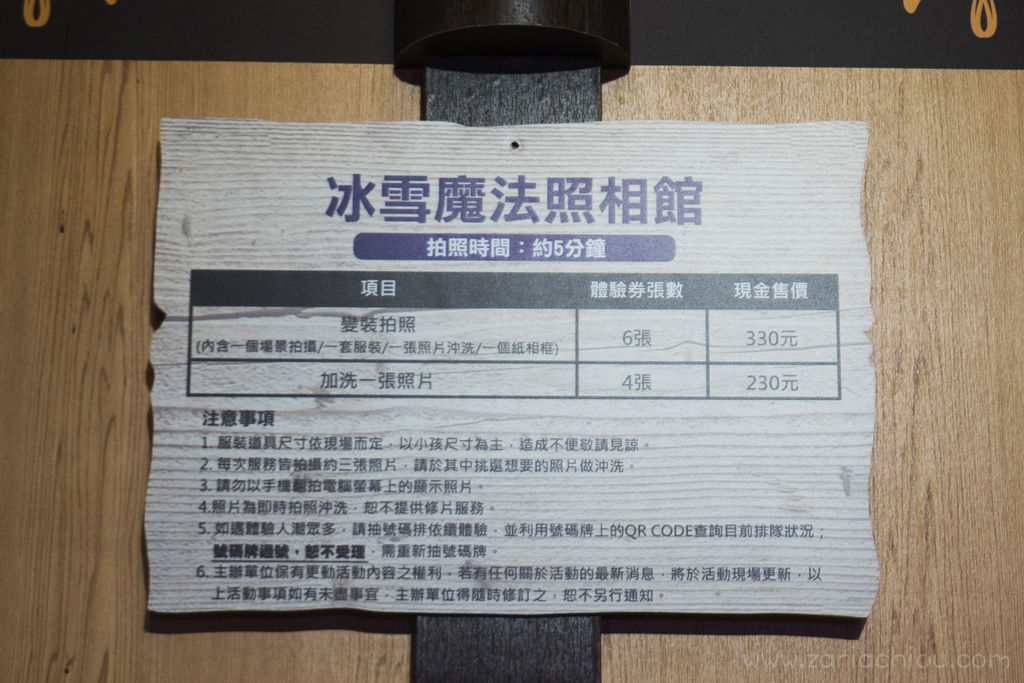 冰雪魔法照相館
拍照時間：約5分鐘
項目 體驗券張數 現金售價
變裝拍照
(內含一個場景拍攝/一套服裝/一張照片沖洗/一個紙相框) 6張 330元
加洗一張照片 4張 230元
注意事項
1. 服裝道具尺寸依現場而定，以小孩尺寸為主，造成不便敬請見諒。
2. 每次服務皆拍攝約三張照片，請於其中挑選想要的照片做沖洗。
3. 請勿以手機翻拍電腦螢幕上的顯示照片。
4.照片為即時拍照沖洗，恕不提供修片服務。
5. 如遇體驗人潮眾多，請抽號碼排依續體驗，並利用號碼牌上的QR CODE查詢目前排隊狀況；
號碼牌過號，恕不受理，需重新抽號碼牌。
6. 主辦單位保有更動活動內容之權利，若有任何關於活動的最新消息，將於活動現場更新，以
上活動事項如有未盡事宜，主辦單位得隨時修訂之，恕不另行通知。
www.zariachiou.com